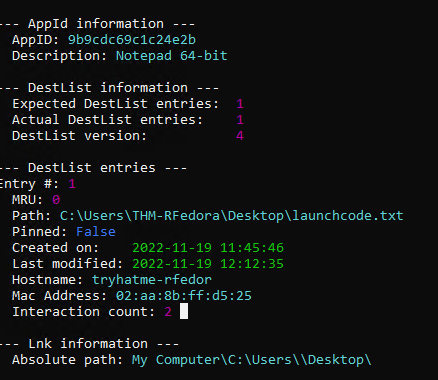 --- AppId information ---
AppID: 9b9cdc69c1c24e2b
Description: Notepad 64-bit
--- DestList information ---
Expected DestList entries: 1
Actual DestList entries: 1
DestList version: 4
--- DestList entries ---
Entry #: 1
MRU: 0
Path: C:\Users\THM-RFedora\Desktop\launchcode.txt
Pinned: False
Created on: 2022-11-19 11:45:46
Last modified: 2022-11-19 12:12:35
Hostname: tryhatme-rfedor
Mac Address: 02:aa:8b:ff:d5:25
Interaction count: 2
--- Lnk information ---
Absolute path: My Computer\C:\Users\\Desktop\